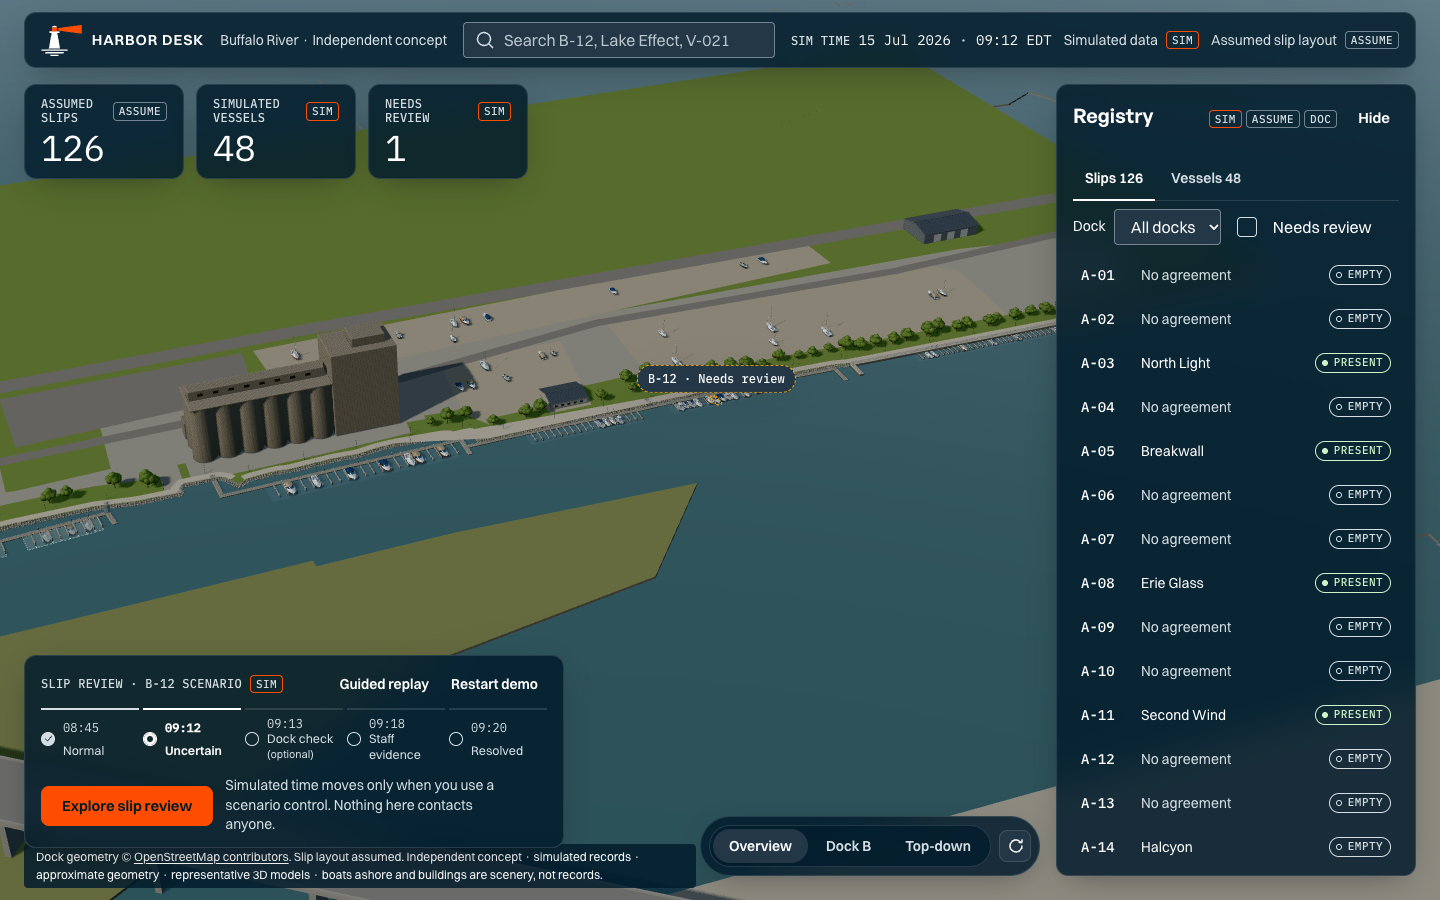 HARBOR DESK
Buffalo River · Independent concept
Search B-12, Lake Effect, V-021
SIM TIME 15 Jul 2026 · 09:12 EDT
Simulated data SIM
Assumed slip layout ASSUME
ASSUMED SLIPS
ASSUME
126
SIMULATED VESSELS
SIM
48
NEEDS REVIEW
SIM
1
B-12 · Needs review
Registry
SIM ASSUME DOC
Hide
Slips 126
Vessels 48
Dock
All docks
Needs review
A-01 No agreement EMPTY
A-02 No agreement EMPTY
A-03 North Light PRESENT
A-04 No agreement EMPTY
A-05 Breakwall PRESENT
A-06 No agreement EMPTY
A-07 No agreement EMPTY
A-08 Erie Glass PRESENT
A-09 No agreement EMPTY
A-10 No agreement EMPTY
A-11 Second Wind PRESENT
A-12 No agreement EMPTY
A-13 No agreement EMPTY
A-14 Halcyon EMPTY
SLIP REVIEW · B-12 SCENARIO SIM
Guided replay
Restart demo
08:45
Normal
09:12
Uncertain
09:13
Dock check
(optional)
09:18
Staff
evidence
09:20
Resolved
Explore slip review
Simulated time moves only when you use a
scenario control. Nothing here contacts
anyone.
Dock geometry © OpenStreetMap contributors. Slip layout assumed. Independent concept · simulated records ·
approximate geometry · representative 3D models · boats ashore and buildings are scenery, not records.
Overview
Dock B
Top-down